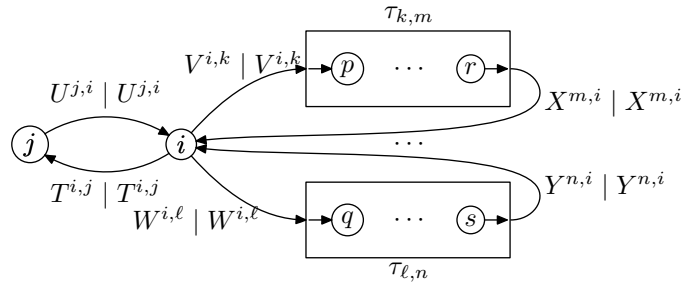 τ_{k,m}
V^{i,k} | V^{i,k}
p ⋯ r
U^{j,i} | U^{j,i}
X^{m,i} | X^{m,i}
j i ⋯
T^{i,j} | T^{i,j}
Y^{n,i} | Y^{n,i}
W^{i,ℓ} | W^{i,ℓ}
q ⋯ s
τ_{ℓ,n}